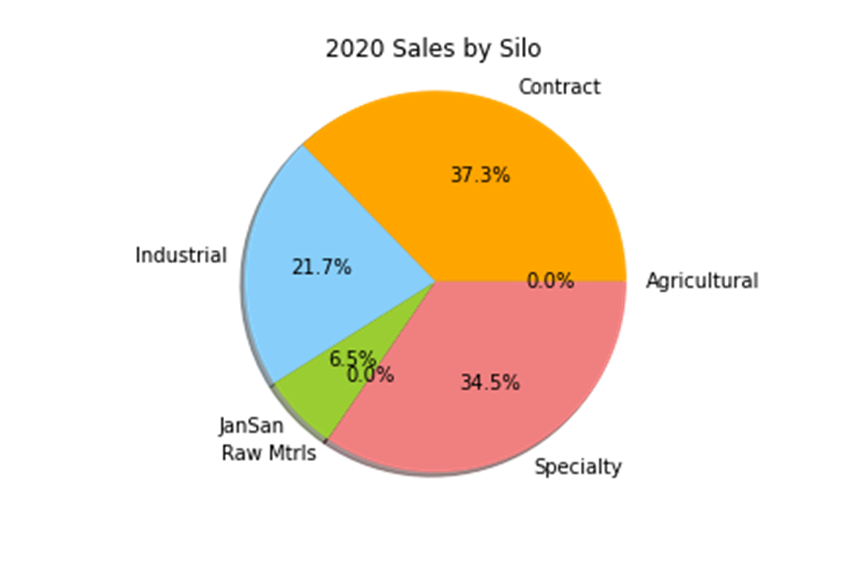 2020 Sales by Silo
Contract
37.3%
Industrial
21.7%
0.0%
Agricultural
6.5%
0.0%
34.5%
JanSan
Raw Mtrls
Specialty